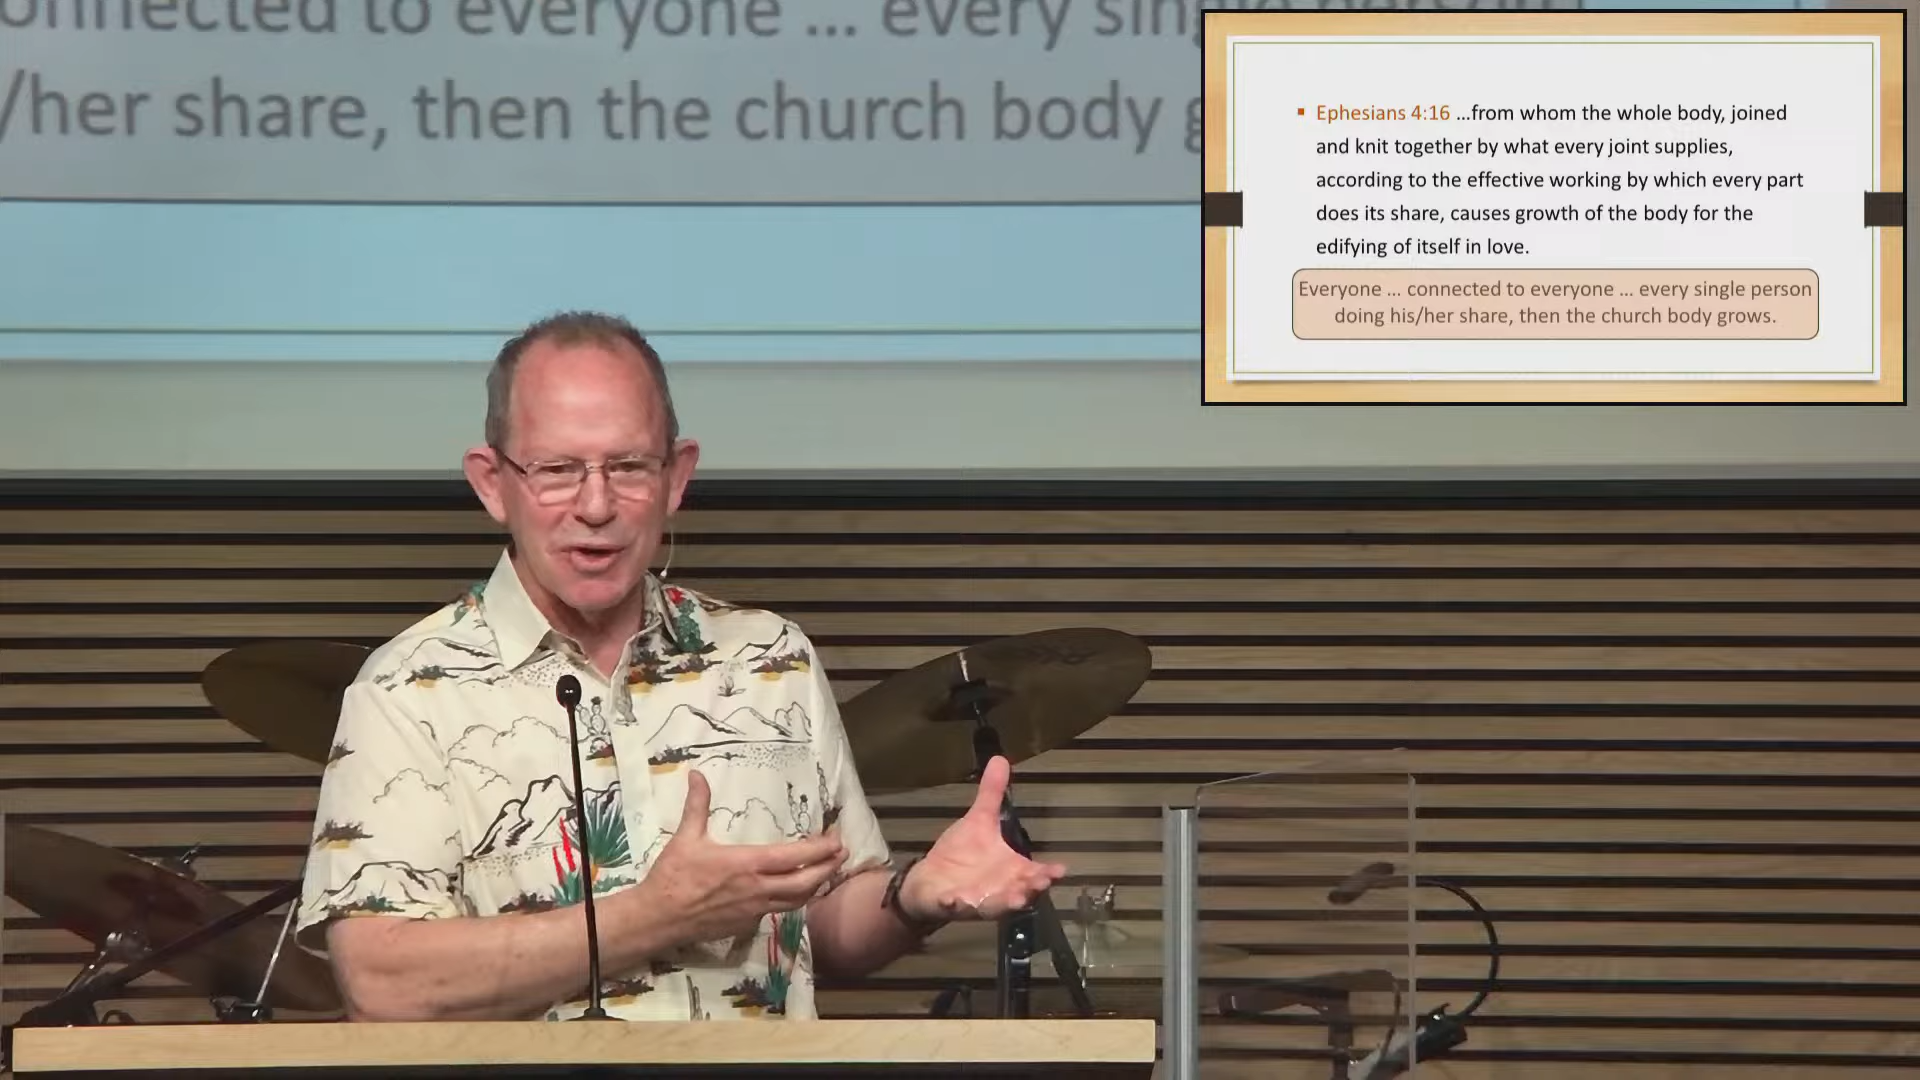 onnected to everyone ... every single person
/her share, then the church body g
Ephesians 4:16 ...from whom the whole body, joined
and knit together by what every joint supplies,
according to the effective working by which every part
does its share, causes growth of the body for the
edifying of itself in love.
Everyone ... connected to everyone ... every single person
doing his/her share, then the church body grows.